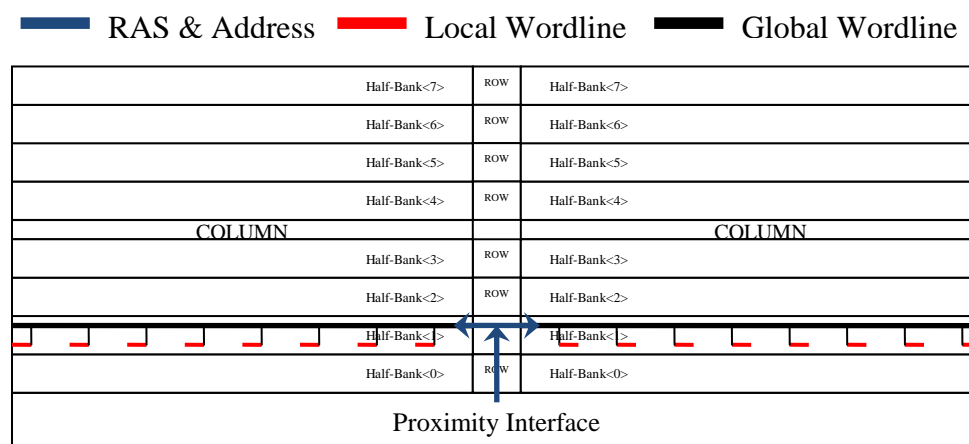 RAS & Address Local Wordline Global Wordline
Half-Bank<7> ROW Half-Bank<7>
Half-Bank<6> ROW Half-Bank<6>
Half-Bank<5> ROW Half-Bank<5>
Half-Bank<4> ROW Half-Bank<4>
COLUMN COLUMN
Half-Bank<3> ROW Half-Bank<3>
Half-Bank<2> ROW Half-Bank<2>
Half-Bank<1> Half-Bank<1>
Half-Bank<0> ROW Half-Bank<0>
Proximity Interface